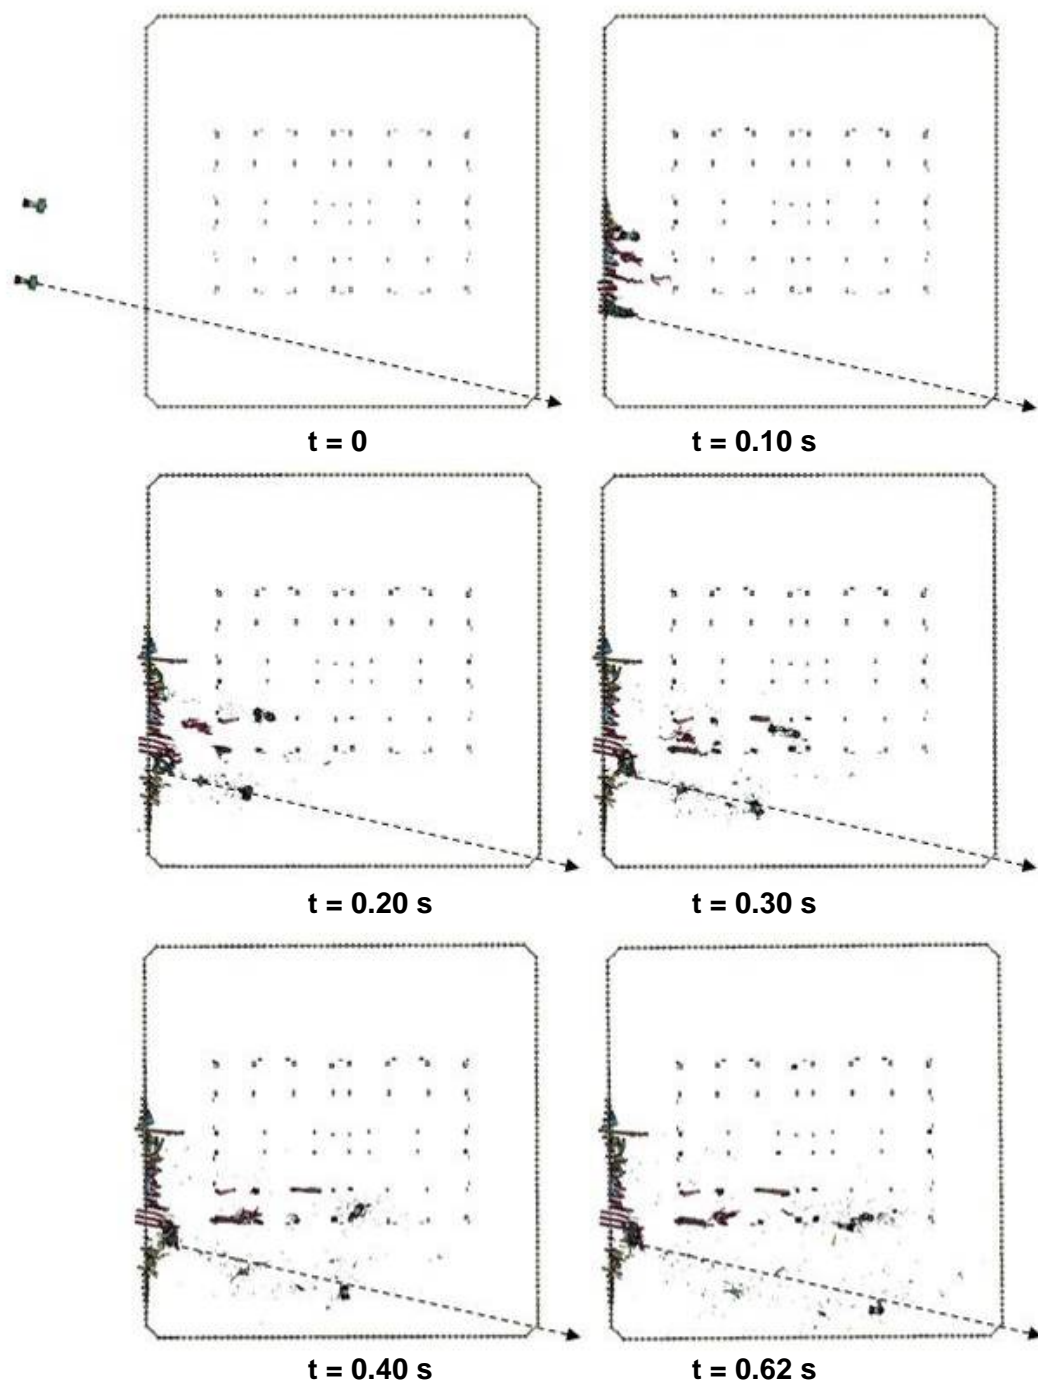 t = 0
t = 0.10 s
t = 0.20 s
t = 0.30 s
t = 0.40 s
t = 0.62 s